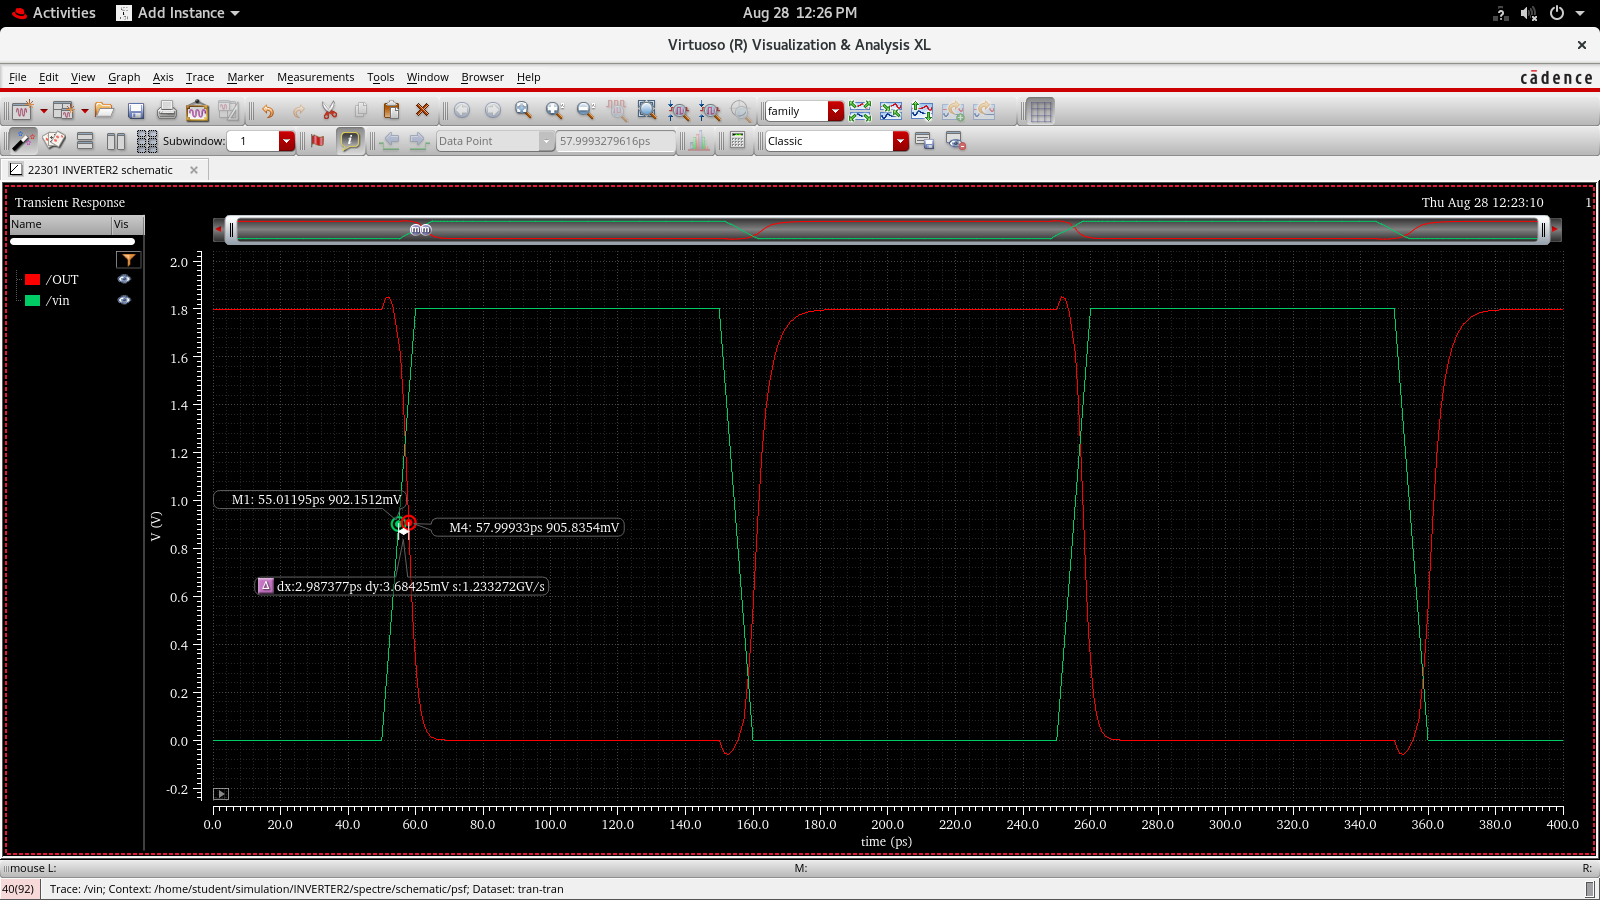 Activities Add Instance Aug 28 12:26 PM
Virtuoso (R) Visualization & Analysis XL
File Edit View Graph Axis Trace Marker Measurements Tools Window Browser Help cādence
family
Subwindow: 1 Data Point 57.9993279616ps Classic
22301 INVERTER2 schematic
Transient Response Thu Aug 28 12:23:10 1
Name Vis
/OUT
/vin
2.0
1.8
1.6
1.4
1.2
1.0
0.8
0.6
0.4
0.2
0.0
-0.2
V (V)
M1: 55.01195ps 902.1512mV
M4: 57.99933ps 905.8354mV
dx:2.987377ps dy:3.68425mV s:1.233272GV/s
0.0 20.0 40.0 60.0 80.0 100.0 120.0 140.0 160.0 180.0 200.0 220.0 240.0 260.0 280.0 300.0 320.0 340.0 360.0 380.0 400.0
time (ps)
mouse L: M: R:
40(92) Trace: /vin; Context: /home/student/simulation/INVERTER2/spectre/schematic/psf; Dataset: tran-tran